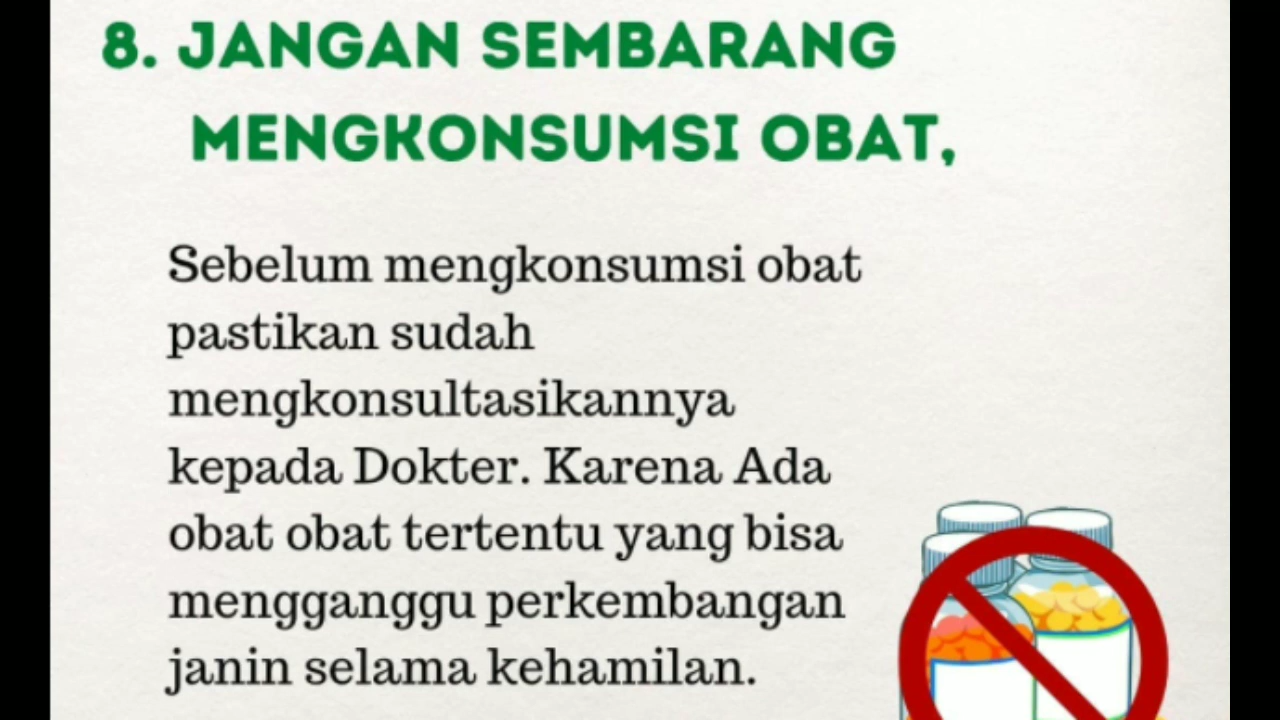 8. JANGAN SEMBARANG
MENGKONSUMSI OBAT,
Sebelum mengkonsumsi obat
pastikan sudah
mengkonsultasikannya
kepada Dokter. Karena Ada
obat obat tertentu yang bisa
mengganggu perkembangan
janin selama kehamilan.